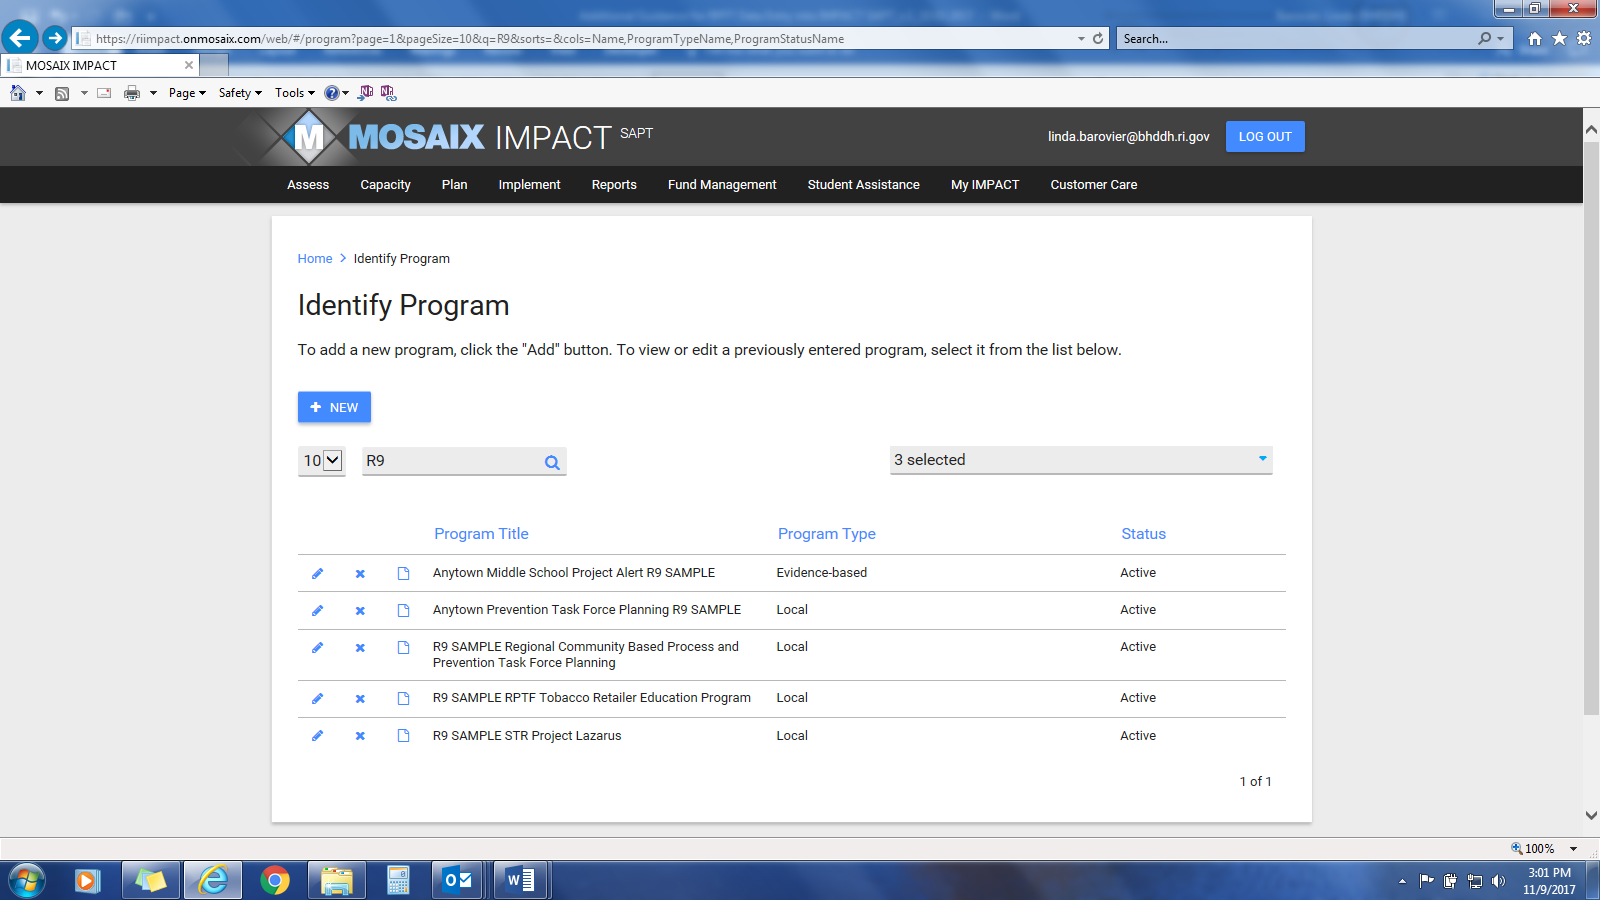 https://riimpact.onmosaix.com/web/#/program?page=1&pageSize=10&q=R9&sorts=&cols=Name,ProgramTypeName,ProgramStatusName
Search...
MOSAIX IMPACT
Page
Safety
Tools
M MOSAIX IMPACT SAPT
linda.barovier@bhddh.ri.gov
LOG OUT
Assess
Capacity
Plan
Implement
Reports
Fund Management
Student Assistance
My IMPACT
Customer Care
Home > Identify Program
Identify Program
To add a new program, click the "Add" button. To view or edit a previously entered program, select it from the list below.
+ NEW
10
R9
3 selected
Program Title Program Type Status
Anytown Middle School Project Alert R9 SAMPLE Evidence-based Active
Anytown Prevention Task Force Planning R9 SAMPLE Local Active
R9 SAMPLE Regional Community Based Process and Local Active
Prevention Task Force Planning
R9 SAMPLE RPTF Tobacco Retailer Education Program Local Active
R9 SAMPLE STR Project Lazarus Local Active
1 of 1
100%
3:01 PM
11/9/2017